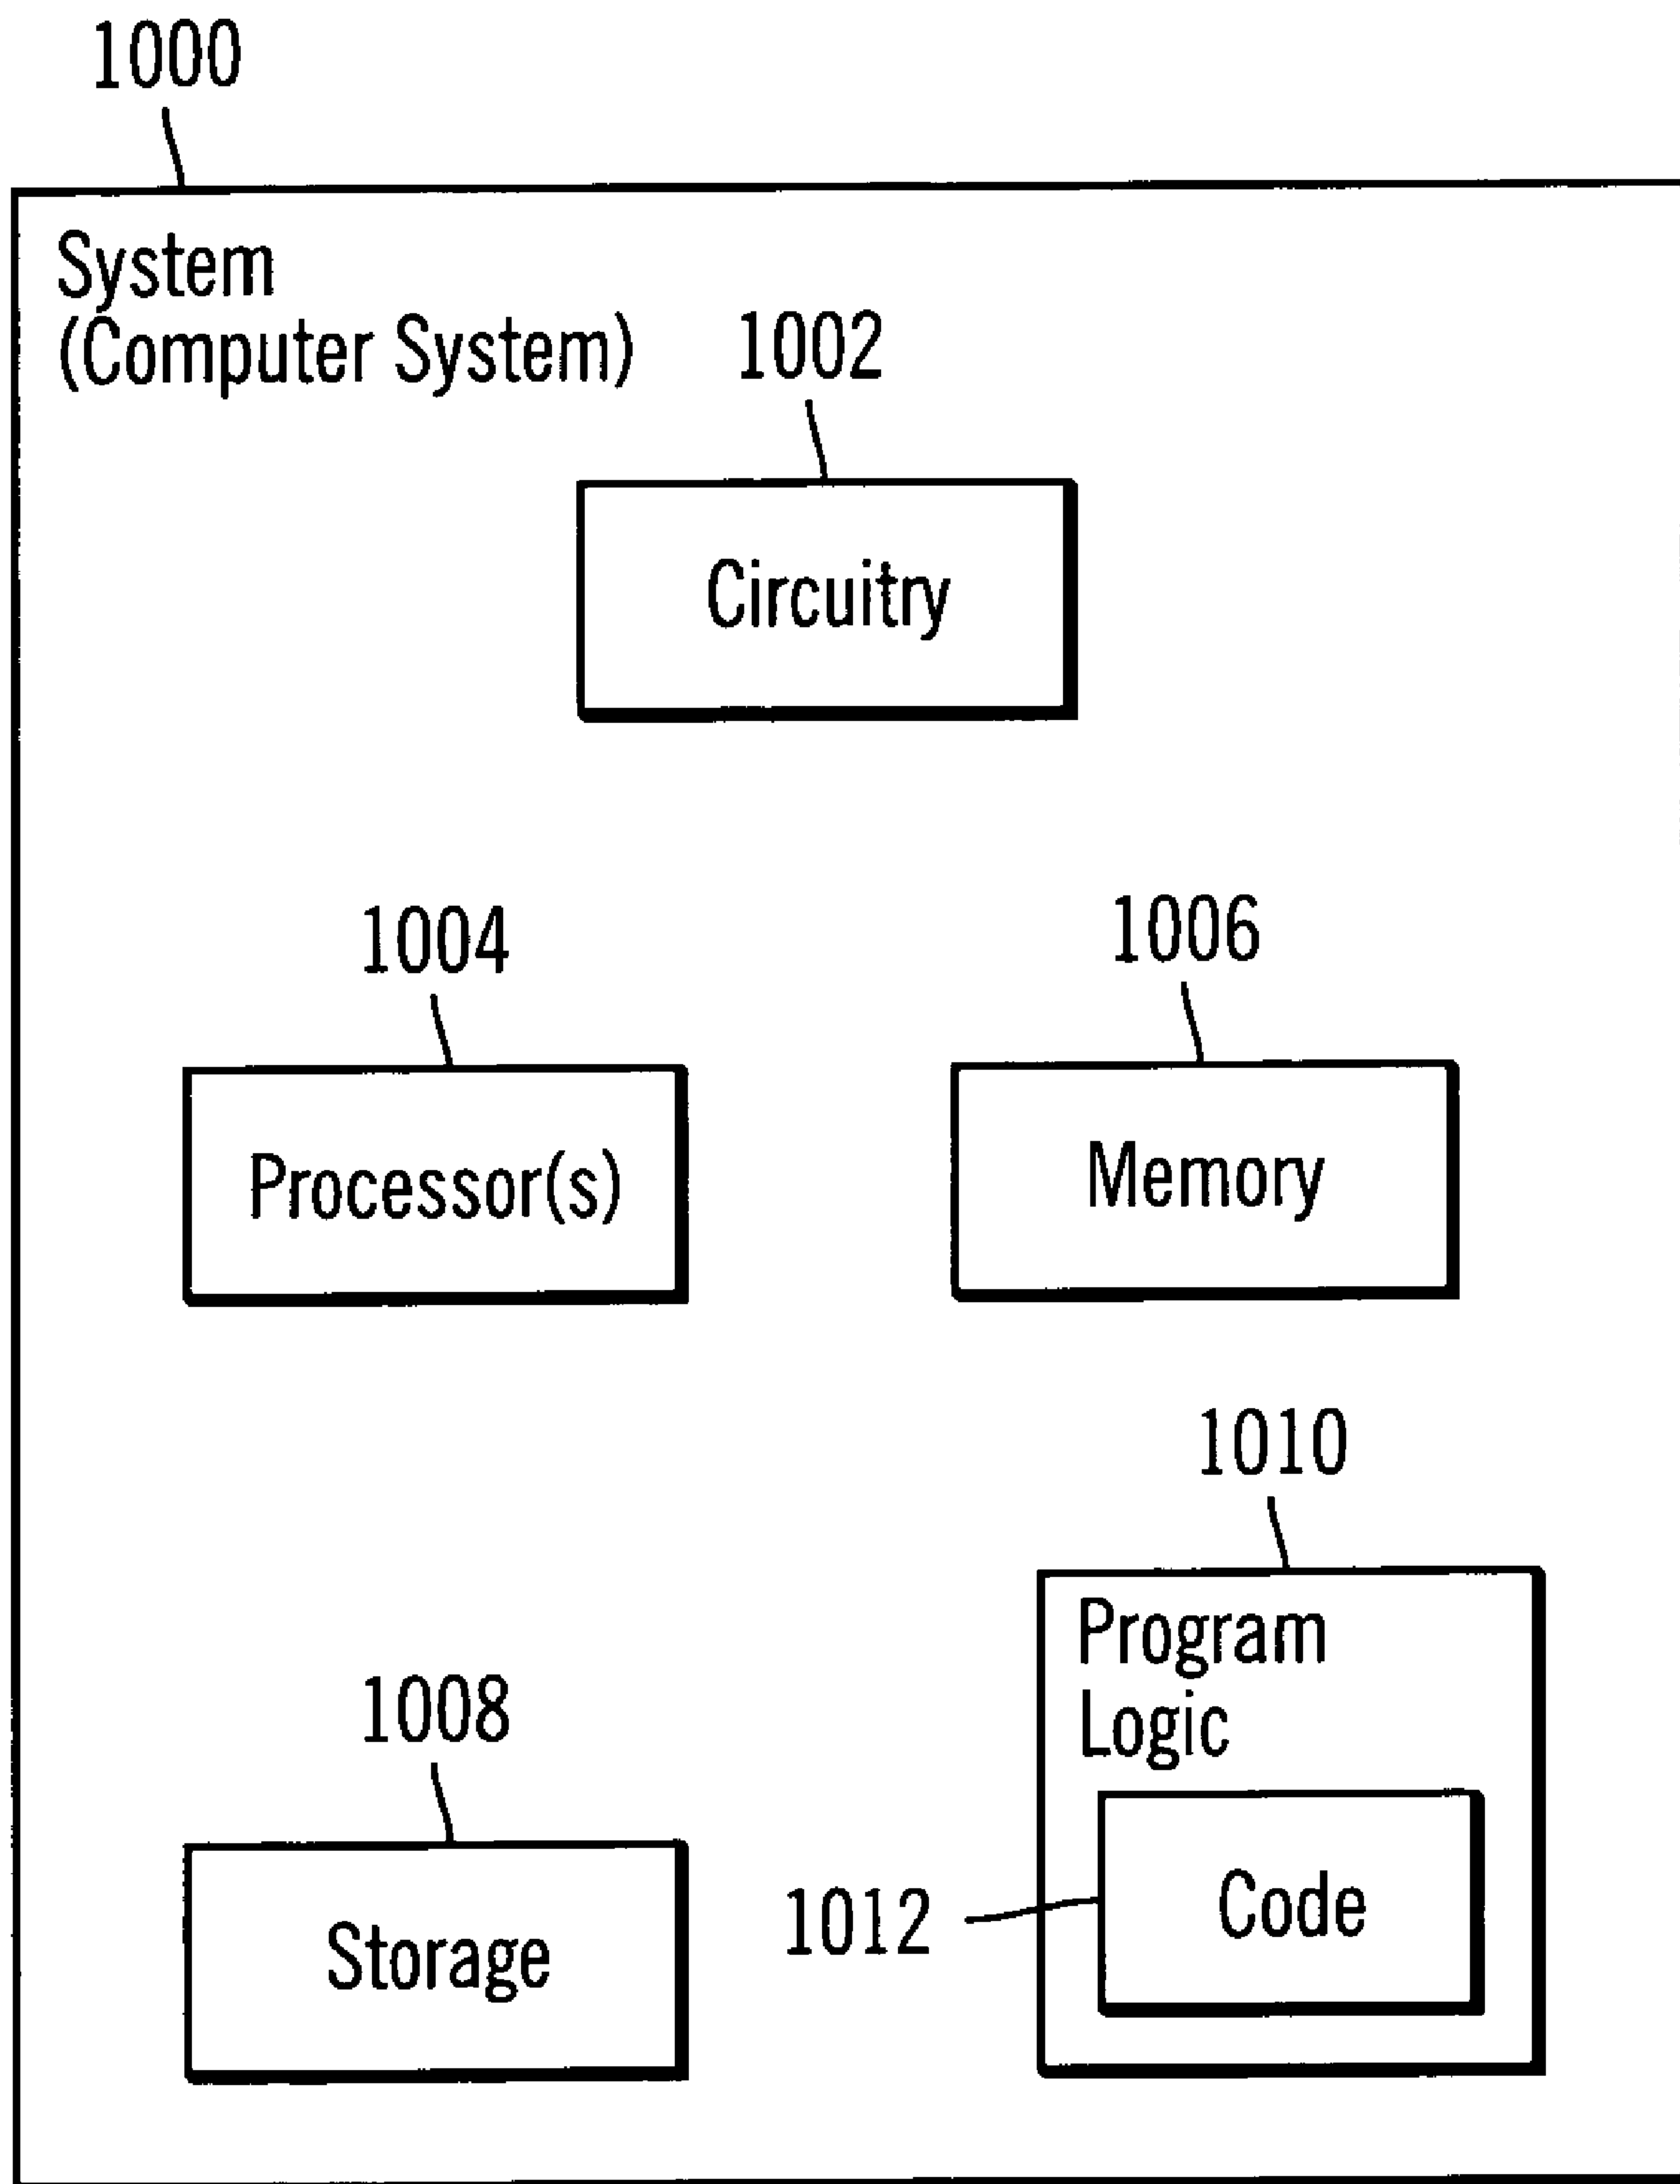 1000
System
(Computer System)
1002
Circuitry
1004
1006
Processor(s)
Memory
1010
Program
Logic
1008
1012
Code
Storage